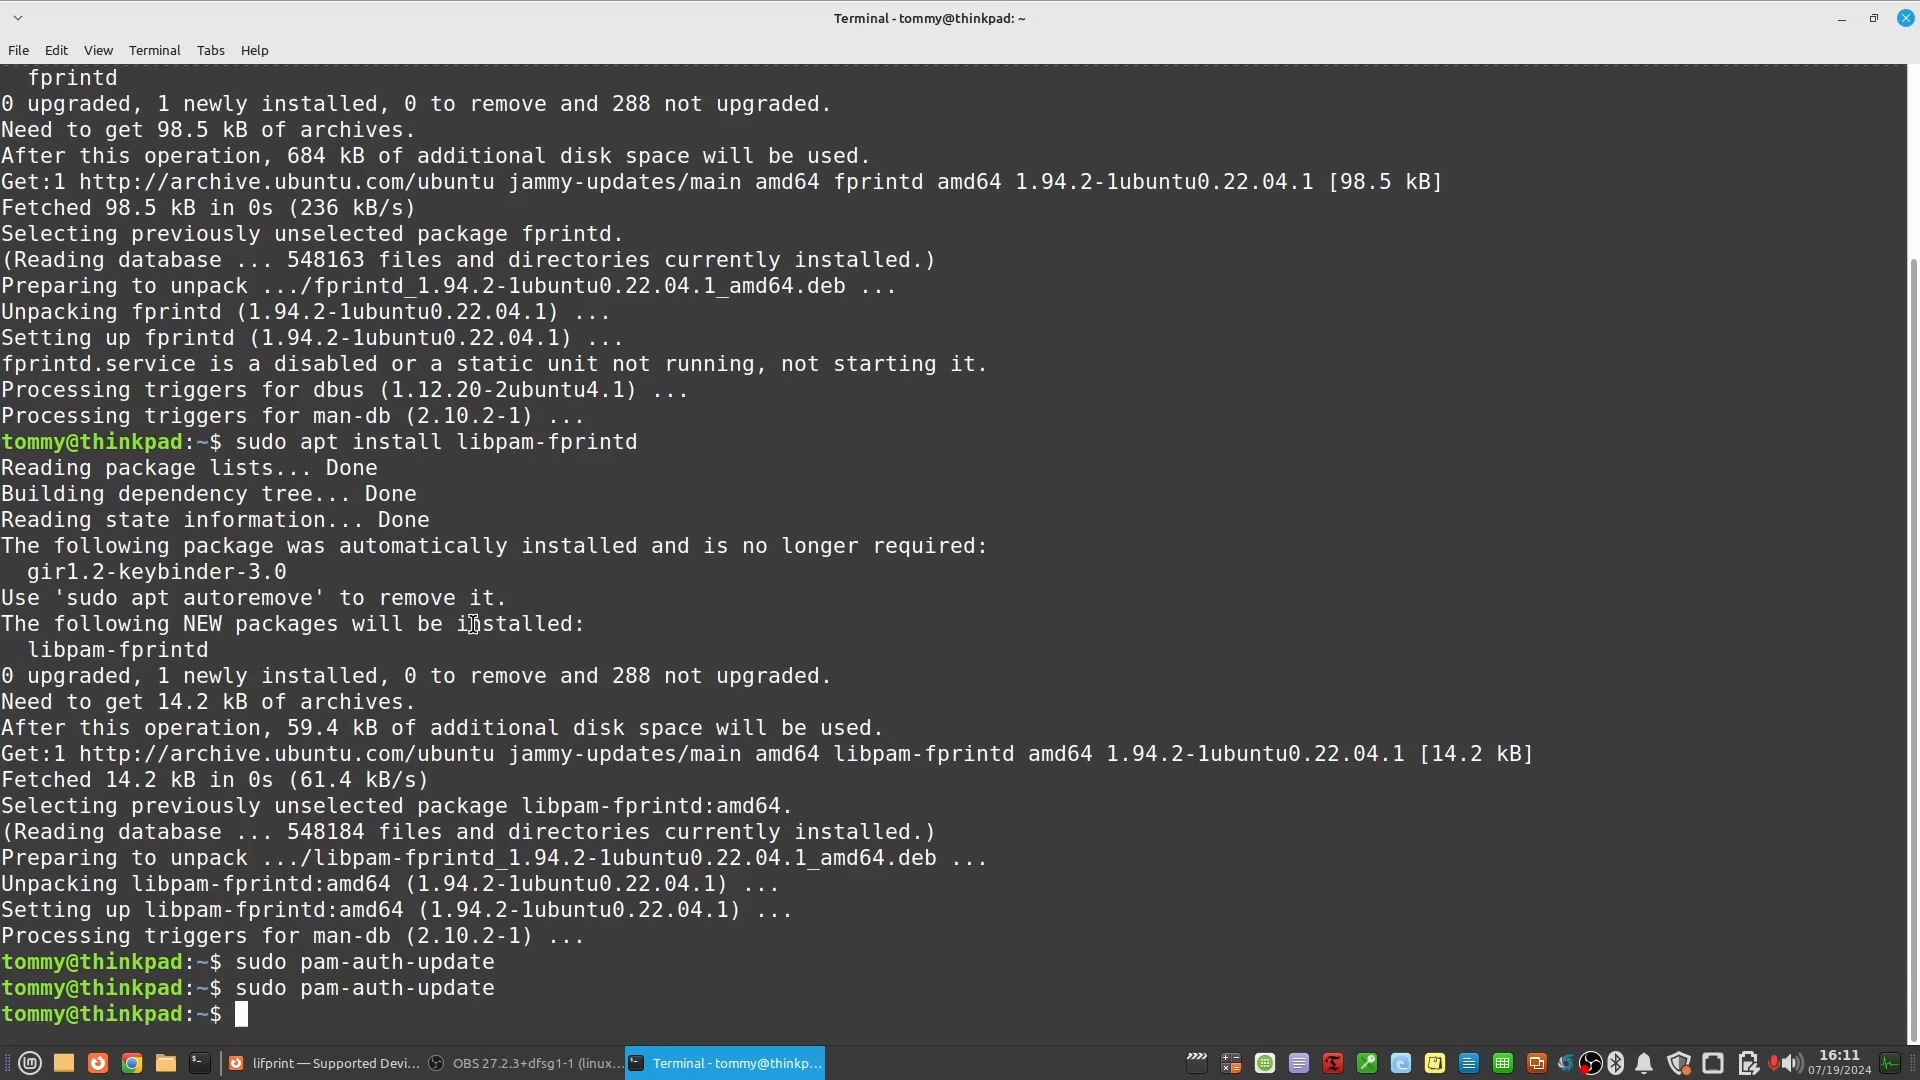 Terminal - tommy@thinkpad: ~
File Edit View Terminal Tabs Help
fprintd
0 upgraded, 1 newly installed, 0 to remove and 288 not upgraded.
Need to get 98.5 kB of archives.
After this operation, 684 kB of additional disk space will be used.
Get:1 http://archive.ubuntu.com/ubuntu jammy-updates/main amd64 fprintd amd64 1.94.2-1ubuntu0.22.04.1 [98.5 kB]
Fetched 98.5 kB in 0s (236 kB/s)
Selecting previously unselected package fprintd.
(Reading database ... 548163 files and directories currently installed.)
Preparing to unpack .../fprintd_1.94.2-1ubuntu0.22.04.1_amd64.deb ...
Unpacking fprintd (1.94.2-1ubuntu0.22.04.1) ...
Setting up fprintd (1.94.2-1ubuntu0.22.04.1) ...
fprintd.service is a disabled or a static unit not running, not starting it.
Processing triggers for dbus (1.12.20-2ubuntu4.1) ...
Processing triggers for man-db (2.10.2-1) ...
tommy@thinkpad:~$ sudo apt install libpam-fprintd
Reading package lists... Done
Building dependency tree... Done
Reading state information... Done
The following package was automatically installed and is no longer required:
gir1.2-keybinder-3.0
Use 'sudo apt autoremove' to remove it.
The following NEW packages will be installed:
libpam-fprintd
0 upgraded, 1 newly installed, 0 to remove and 288 not upgraded.
Need to get 14.2 kB of archives.
After this operation, 59.4 kB of additional disk space will be used.
Get:1 http://archive.ubuntu.com/ubuntu jammy-updates/main amd64 libpam-fprintd amd64 1.94.2-1ubuntu0.22.04.1 [14.2 kB]
Fetched 14.2 kB in 0s (61.4 kB/s)
Selecting previously unselected package libpam-fprintd:amd64.
(Reading database ... 548184 files and directories currently installed.)
Preparing to unpack .../libpam-fprintd_1.94.2-1ubuntu0.22.04.1_amd64.deb ...
Unpacking libpam-fprintd:amd64 (1.94.2-1ubuntu0.22.04.1) ...
Setting up libpam-fprintd:amd64 (1.94.2-1ubuntu0.22.04.1) ...
Processing triggers for man-db (2.10.2-1) ...
tommy@thinkpad:~$ sudo pam-auth-update
tommy@thinkpad:~$ sudo pam-auth-update
tommy@thinkpad:~$
lifprint — Supported Devi... OBS 27.2.3+dfsg1-1 (linux... Terminal - tommy@thinkp... 16:11
07/19/2024